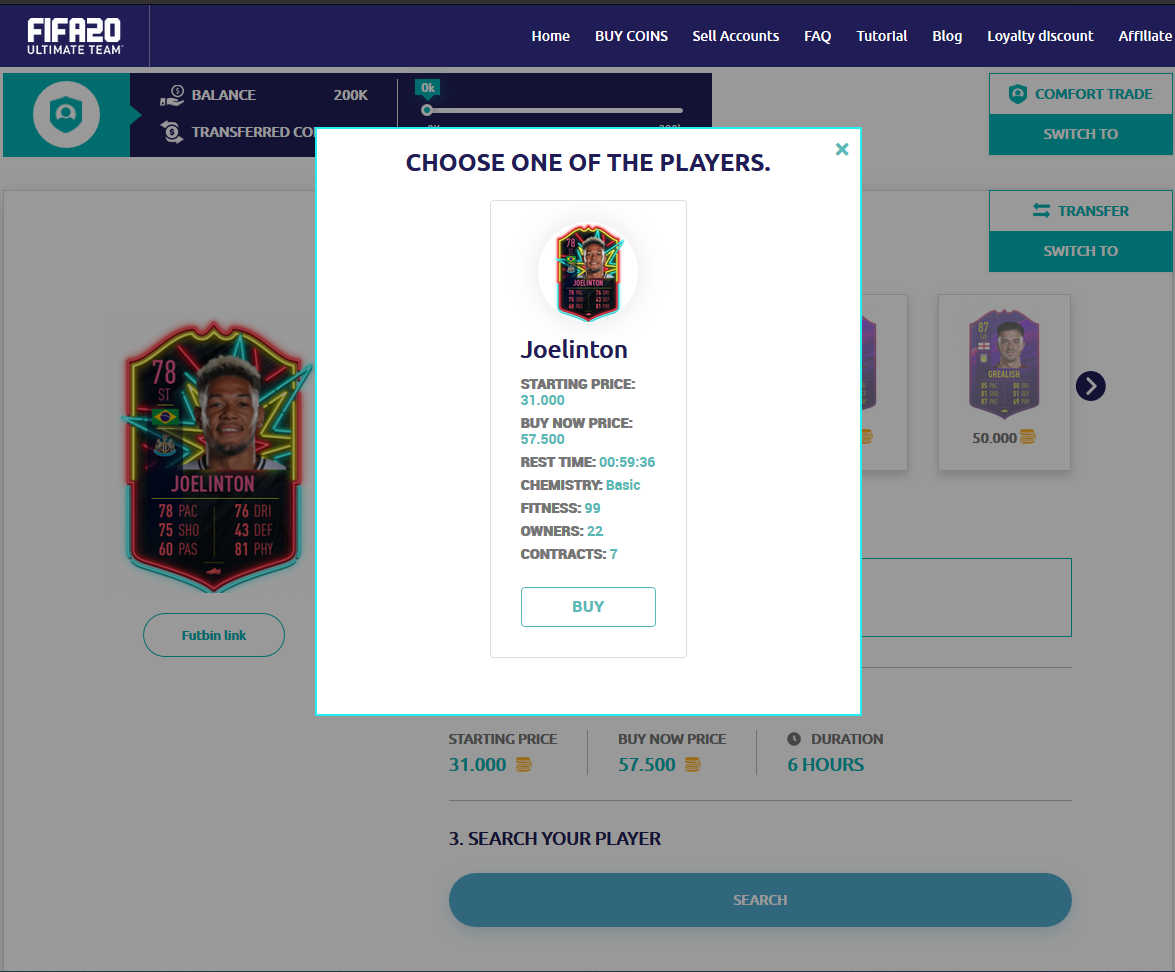 FIFA20
ULTIMATE TEAM
Home BUY COINS Sell Accounts FAQ Tutorial Blog Loyalty discount Affiliate
BALANCE 200K
TRANSFERRED CO
0k
COMFORT TRADE
SWITCH TO
TRANSFER
SWITCH TO
CHOOSE ONE OF THE PLAYERS.
78
JOELINTON
78 PAC 76 DRI
75 SHO 43 DEF
60 PAS 81 PHY
Joelinton
STARTING PRICE:
31.000
BUY NOW PRICE:
57.500
REST TIME: 00:59:36
CHEMISTRY: Basic
FITNESS: 99
OWNERS: 22
CONTRACTS: 7
BUY
78
ST
JOELINTON
78 PAC 76 DRI
75 SHO 43 DEF
60 PAS 81 PHY
Futbin link
87
GREALISH
50.000
STARTING PRICE BUY NOW PRICE DURATION
31.000 57.500 6 HOURS
3. SEARCH YOUR PLAYER
SEARCH